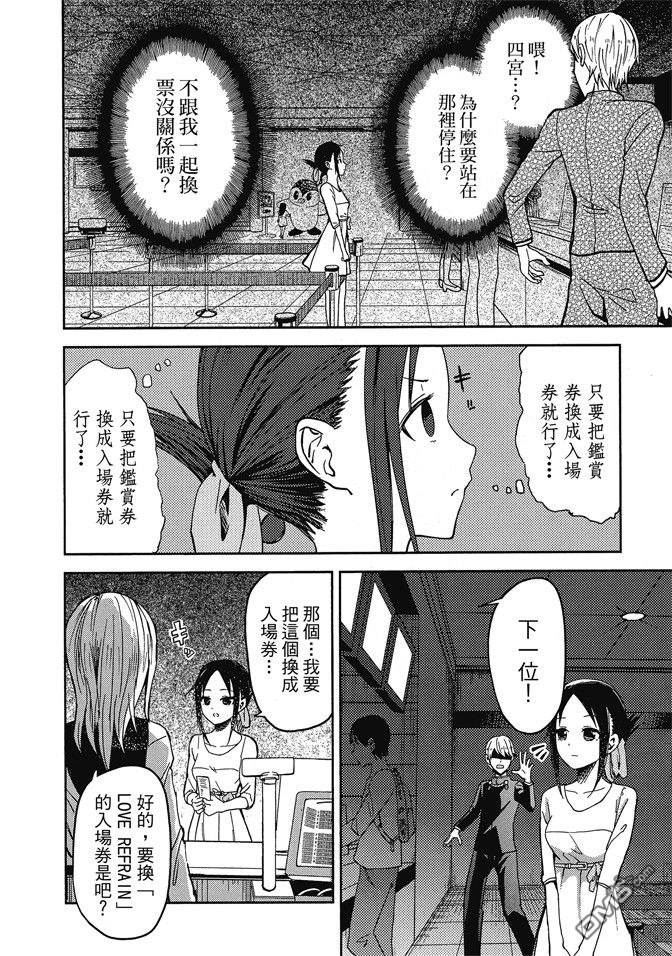 喂！
四宮…？
為什麼要站在
那裡停住？
不跟我一起換
票沒關係嗎？
只要把鑑賞
券換成入場
券就行了…
只要把鑑賞券
換成入場券就
行了…
下一位！
那個…我要
把這個換成
入場券…
好的，要換「
LOVE REFRAIN」
的入場券是吧？
DM5.com